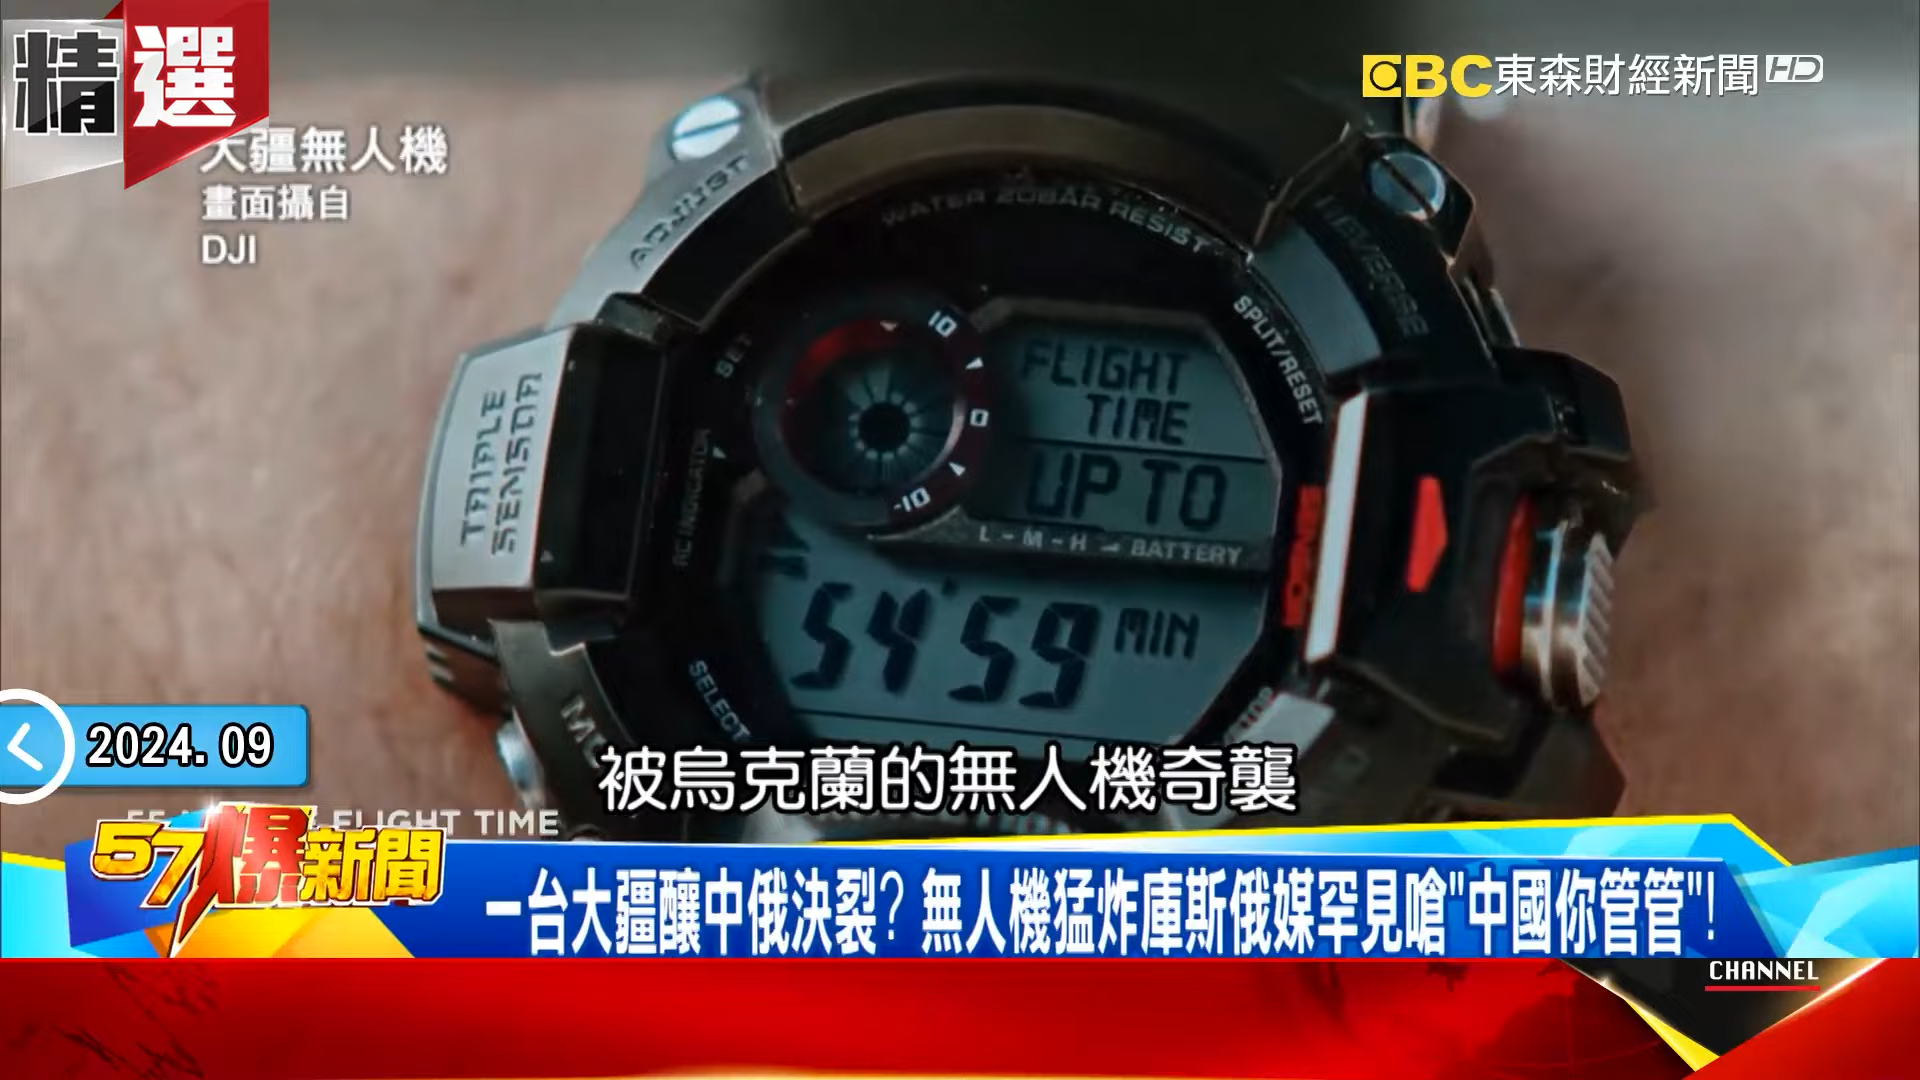 精選
EBC東森財經新聞HD
大疆無人機
畫面攝自
DJI
ADJUST
WATER 20BAR RESIST
REVERSE
SPLIT/RESET
SET
10
0
-10
TRIPLE
SENSOR
FLIGHT
TIME
UP TO
L - M - H
BATTERY
54'59 MIN
SELECT
2024.09
被烏克蘭的無人機奇襲
FLIGHT TIME
57爆新聞
一台大疆釀中俄決裂？無人機猛炸庫斯俄媒罕見嗆"中國你管管"！
CHANNEL